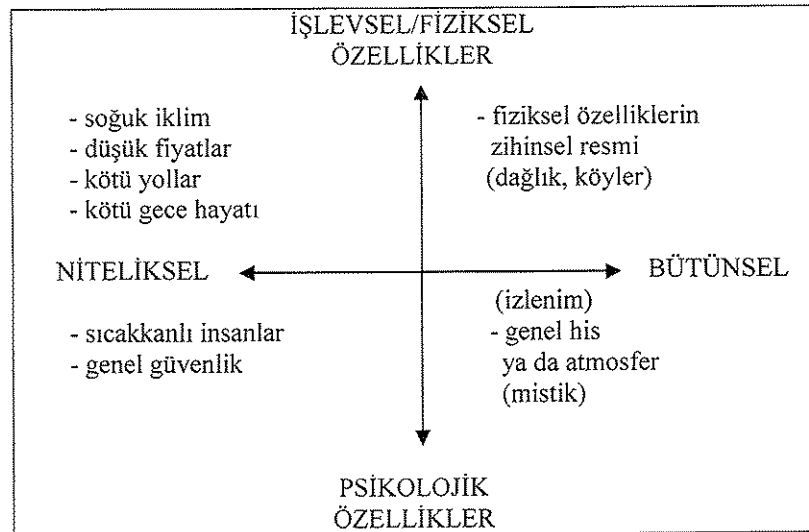 İŞLEVSEL/FİZİKSEL
ÖZELLİKLER
- soğuk iklim
- düşük fiyatlar
- kötü yollar
- kötü gece hayatı
- fiziksel özelliklerin
zihinsel resmi
(dağlık, köyler)
NİTELİKSEL
BÜTÜNSEL
- sıcakkanlı insanlar
- genel güvenlik
(izlenim)
- genel his
ya da atmosfer
(mistik)
PSİKOLOJİK
ÖZELLİKLER